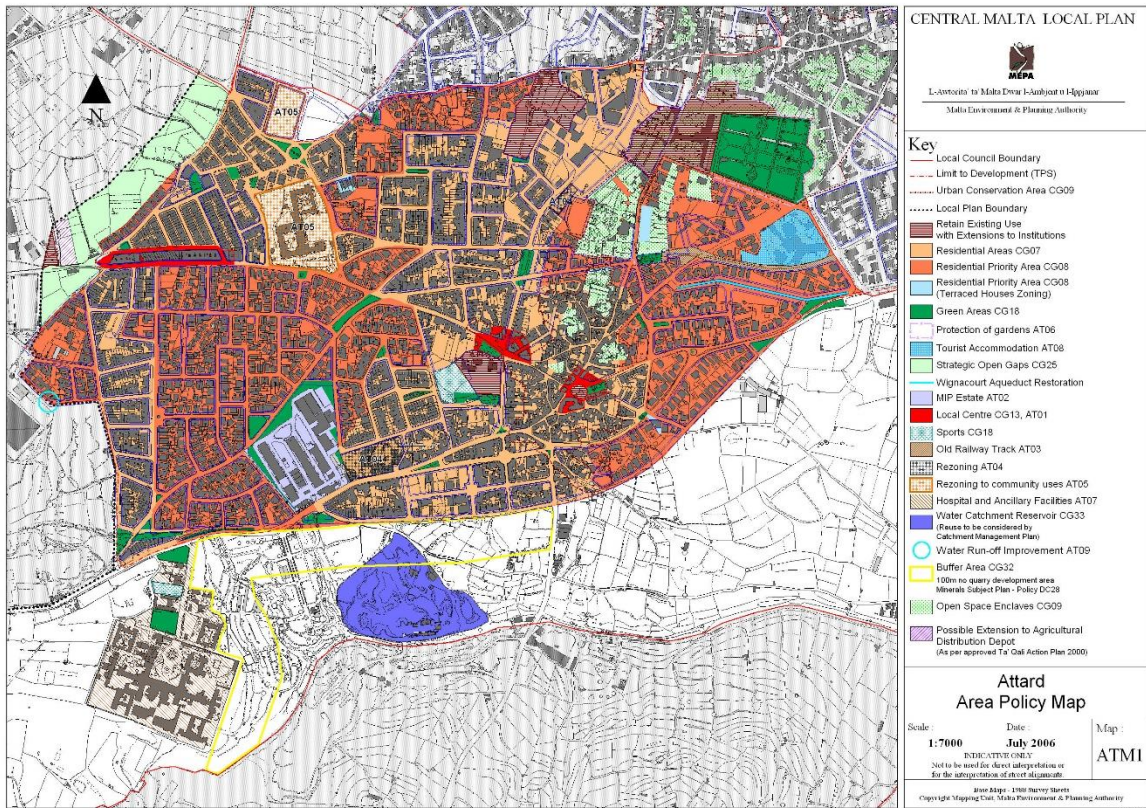 AT05
N
AT05
AT04
CENTRAL MALTA LOCAL PLAN
MEPA
L-Awtorita' ta' Malta Dwar l-Ambjent u l-Ippjanar
Malta Environment & Planning Authority
Key
Local Council Boundary
Limit to Development (TPS)
Urban Conservation Area CG09
Local Plan Boundary
Retain Existing Use
with Extensions to Institutions
Residential Areas CG07
Residential Priority Area CG08
Residential Priority Area CG08
(Terraced Houses Zoning)
Green Areas CG18
Protection of gardens AT06
Tourist Accommodation AT08
Strategic Open Gaps CG25
Wignacourt Aqueduct Restoration
MIP Estate AT02
Local Centre CG13, AT01
Sports CG18
Old Railway Track AT03
Rezoning AT04
Rezoning to community uses AT05
Hospital and Ancillary Facilities AT07
Water Catchment Reservoir CG33
(Reuse to be considered by
Catchment Management Plan)
Water Run-off Improvement AT09
Buffer Area CG32
100m no quarry development area
Minerals Subject Plan - Policy DC28
Open Space Enclaves CG09
Possible Extension to Agricultural
Distribution Depot
(As per approved Ta' Qali Action Plan 2000)
Attard
Area Policy Map
Scale :
1:7000
Date :
July 2006
Map :
ATM1
INDICATIVE ONLY
Not to be used for direct interpretation or
for the interpretation of street alignments.
Base Maps - 1988 Survey Sheets
Copyright Mapping Unit, Malta Environment & Planning Authority